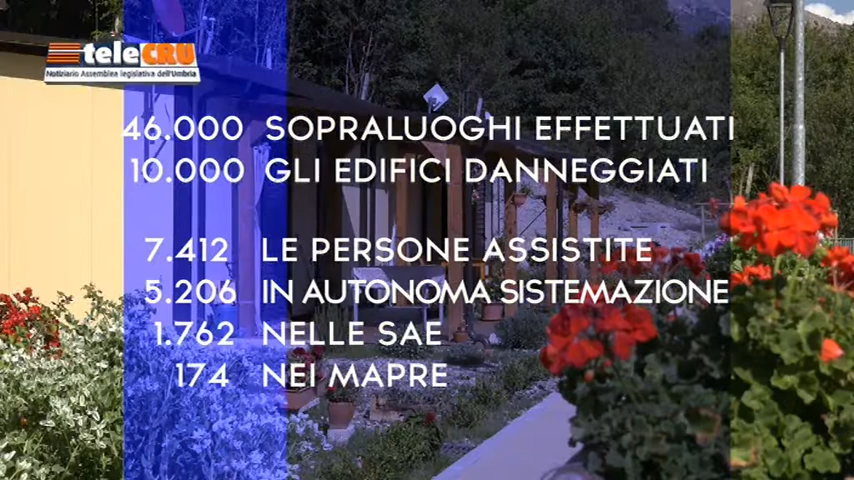 teleCRU
Notiziario Assemblea legislativa dell'Umbria
46.000 SOPRALUOGHI EFFETTUATI
10.000 GLI EDIFICI DANNEGGIATI
7.412 LE PERSONE ASSISTITE
5.206 IN AUTONOMA SISTEMAZIONE
1.762 NELLE SAE
174 NEI MAPRE